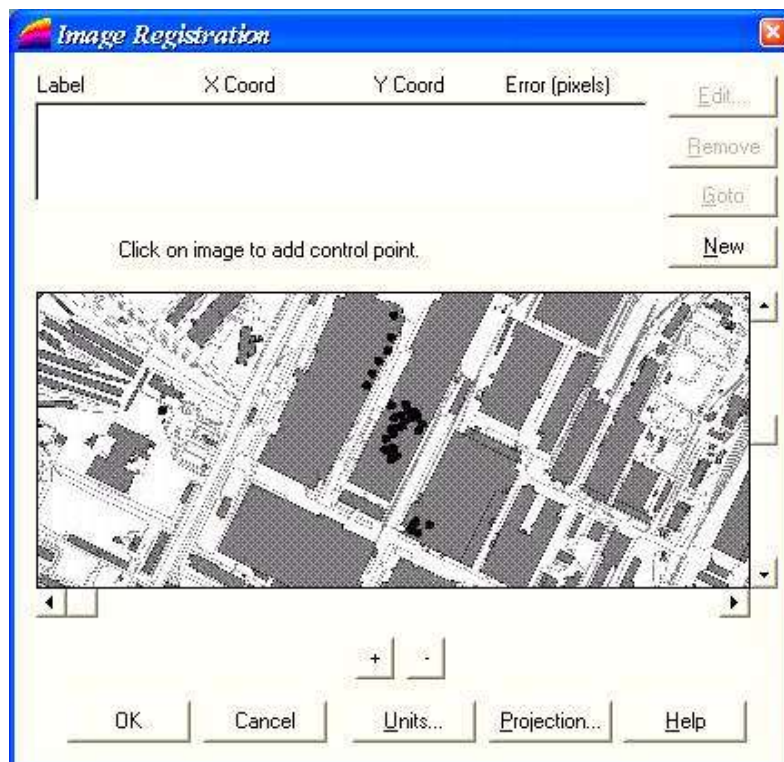 Image Registration
Label X Coord Y Coord Error (pixels)
Edit...
Remove
Goto
New
Click on image to add control point.
+ -
OK Cancel Units... Projection... Help